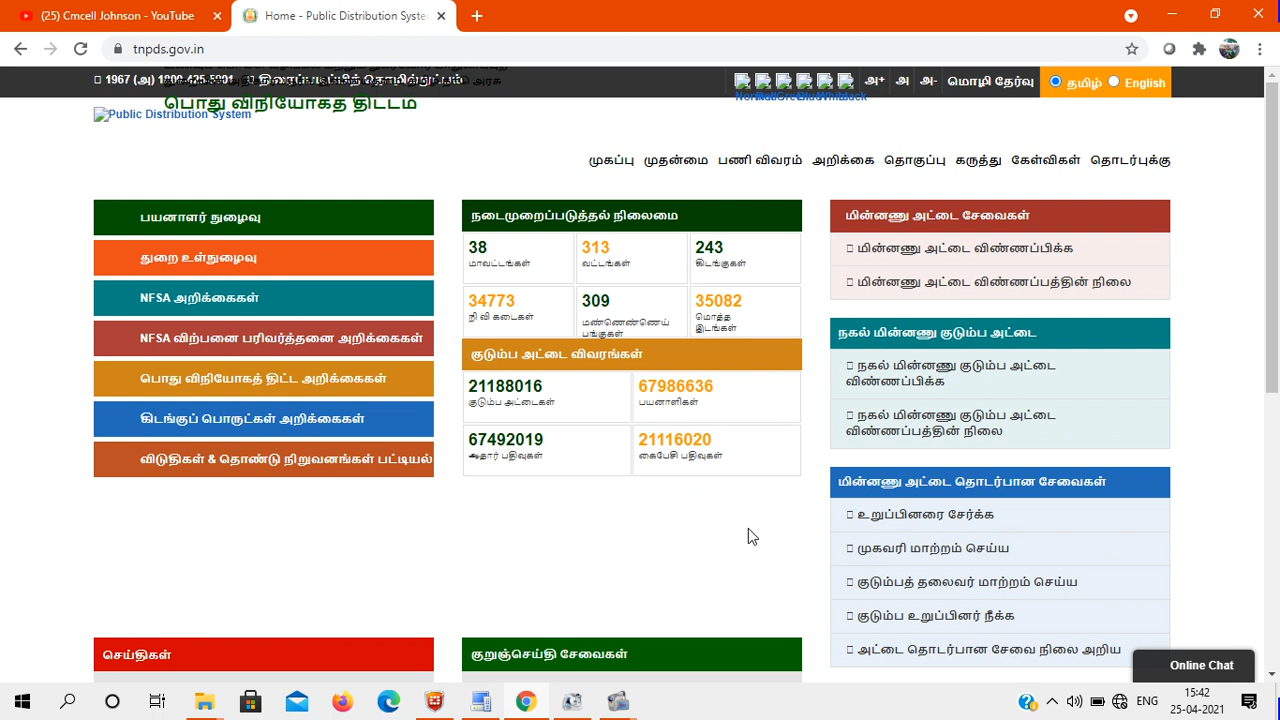 (25) Cmcell Johnson - YouTube
Home - Public Distribution Syste
tnpds.gov.in
பொது விநியோகத் திட்டம்
Public Distribution System
அ+ அ அ- மொழி தேர்வு தமிழ் English
முகப்பு முதன்மை பணி விவரம் அறிக்கை தொகுப்பு கருத்து கேள்விகள் தொடர்புக்கு
பயனாளர் நுழைவு
துறை உள்நுழைவு
NFSA அறிக்கைகள்
NFSA விற்பனை பரிவர்த்தனை அறிக்கைகள்
பொது விநியோகத் திட்ட அறிக்கைகள்
கிடங்குப் பொருட்கள் அறிக்கைகள்
விடுதிகள் & தொண்டு நிறுவனங்கள் பட்டியல்
நடைமுறைப்படுத்தல் நிலைமை
38 313 243
மாவட்டங்கள் வட்டங்கள் கிடங்குகள்
34773 309 35082
நி வி கடைகள் மண்ணெண்ணெய் மொத்த
பங்குகள் இடங்கள்
குடும்ப அட்டை விவரங்கள்
21188016 67986636
குடும்ப அட்டைகள் பயனாளிகள்
67492019 21116020
ஆதார் பதிவுகள் கைபேசி பதிவுகள்
மின்னணு அட்டை சேவைகள்
மின்னணு அட்டை விண்ணப்பிக்க
மின்னணு அட்டை விண்ணப்பத்தின் நிலை
நகல் மின்னணு குடும்ப அட்டை
நகல் மின்னணு குடும்ப அட்டை
விண்ணப்பிக்க
நகல் மின்னணு குடும்ப அட்டை
விண்ணப்பத்தின் நிலை
மின்னணு அட்டை தொடர்பான சேவைகள்
உறுப்பினரை சேர்க்க
முகவரி மாற்றம் செய்ய
குடும்பத் தலைவர் மாற்றம் செய்ய
குடும்ப உறுப்பினர் நீக்க
அட்டை தொடர்பான சேவை நிலை அறிய
செய்திகள்
குறுஞ்செய்தி சேவைகள்
Online Chat
ENG
15:42
25-04-2021